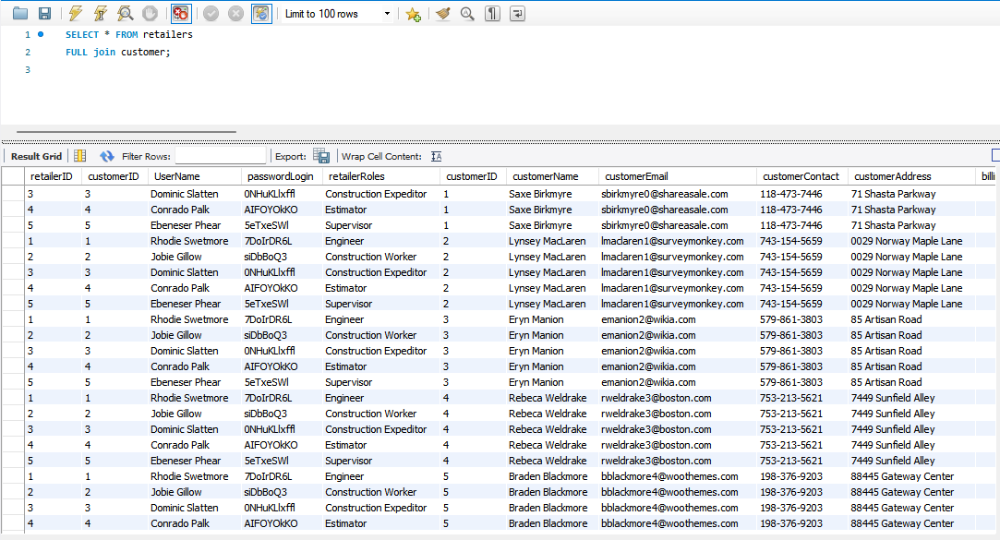 Limit to 100 rows
1 SELECT * FROM retailers
2 FULL join customer;
3
Result Grid Filter Rows: Export: Wrap Cell Content: IA
retailerID customerID UserName passwordLogin retailerRoles customerID customerName customerEmail customerContact customerAddress billi
3 3 Dominic Slatten 0NHuKLlxffl Construction Expeditor 1 Saxe Birkmyre sbirkmyre0@shareasale.com 118-473-7446 71 Shasta Parkway
4 4 Conrado Palk AIFOYOkKO Estimator 1 Saxe Birkmyre sbirkmyre0@shareasale.com 118-473-7446 71 Shasta Parkway
5 5 Ebeneser Phear 5eTxeSWl Supervisor 1 Saxe Birkmyre sbirkmyre0@shareasale.com 118-473-7446 71 Shasta Parkway
1 1 Rhodie Swetmore 7DoIrDR6L Engineer 2 Lynsey MacLaren lmaclaren1@surveymonkey.com 743-154-5659 0029 Norway Maple Lane
2 2 Jobie Gillow siDbBoQ3 Construction Worker 2 Lynsey MacLaren lmaclaren1@surveymonkey.com 743-154-5659 0029 Norway Maple Lane
3 3 Dominic Slatten 0NHuKLlxffl Construction Expeditor 2 Lynsey MacLaren lmaclaren1@surveymonkey.com 743-154-5659 0029 Norway Maple Lane
4 4 Conrado Palk AIFOYOkKO Estimator 2 Lynsey MacLaren lmaclaren1@surveymonkey.com 743-154-5659 0029 Norway Maple Lane
5 5 Ebeneser Phear 5eTxeSWl Supervisor 2 Lynsey MacLaren lmaclaren1@surveymonkey.com 743-154-5659 0029 Norway Maple Lane
1 1 Rhodie Swetmore 7DoIrDR6L Engineer 3 Eryn Manion emanion2@wikia.com 579-861-3803 85 Artisan Road
2 2 Jobie Gillow siDbBoQ3 Construction Worker 3 Eryn Manion emanion2@wikia.com 579-861-3803 85 Artisan Road
3 3 Dominic Slatten 0NHuKLlxffl Construction Expeditor 3 Eryn Manion emanion2@wikia.com 579-861-3803 85 Artisan Road
4 4 Conrado Palk AIFOYOkKO Estimator 3 Eryn Manion emanion2@wikia.com 579-861-3803 85 Artisan Road
5 5 Ebeneser Phear 5eTxeSWl Supervisor 3 Eryn Manion emanion2@wikia.com 579-861-3803 85 Artisan Road
1 1 Rhodie Swetmore 7DoIrDR6L Engineer 4 Rebeca Weldrake rweldrake3@boston.com 753-213-5621 7449 Sunfield Alley
2 2 Jobie Gillow siDbBoQ3 Construction Worker 4 Rebeca Weldrake rweldrake3@boston.com 753-213-5621 7449 Sunfield Alley
3 3 Dominic Slatten 0NHuKLlxffl Construction Expeditor 4 Rebeca Weldrake rweldrake3@boston.com 753-213-5621 7449 Sunfield Alley
4 4 Conrado Palk AIFOYOkKO Estimator 4 Rebeca Weldrake rweldrake3@boston.com 753-213-5621 7449 Sunfield Alley
5 5 Ebeneser Phear 5eTxeSWl Supervisor 4 Rebeca Weldrake rweldrake3@boston.com 753-213-5621 7449 Sunfield Alley
1 1 Rhodie Swetmore 7DoIrDR6L Engineer 5 Braden Blackmore bblackmore4@woothemes.com 198-376-9203 88445 Gateway Center
2 2 Jobie Gillow siDbBoQ3 Construction Worker 5 Braden Blackmore bblackmore4@woothemes.com 198-376-9203 88445 Gateway Center
3 3 Dominic Slatten 0NHuKLlxffl Construction Expeditor 5 Braden Blackmore bblackmore4@woothemes.com 198-376-9203 88445 Gateway Center
4 4 Conrado Palk AIFOYOkKO Estimator 5 Braden Blackmore bblackmore4@woothemes.com 198-376-9203 88445 Gateway Center